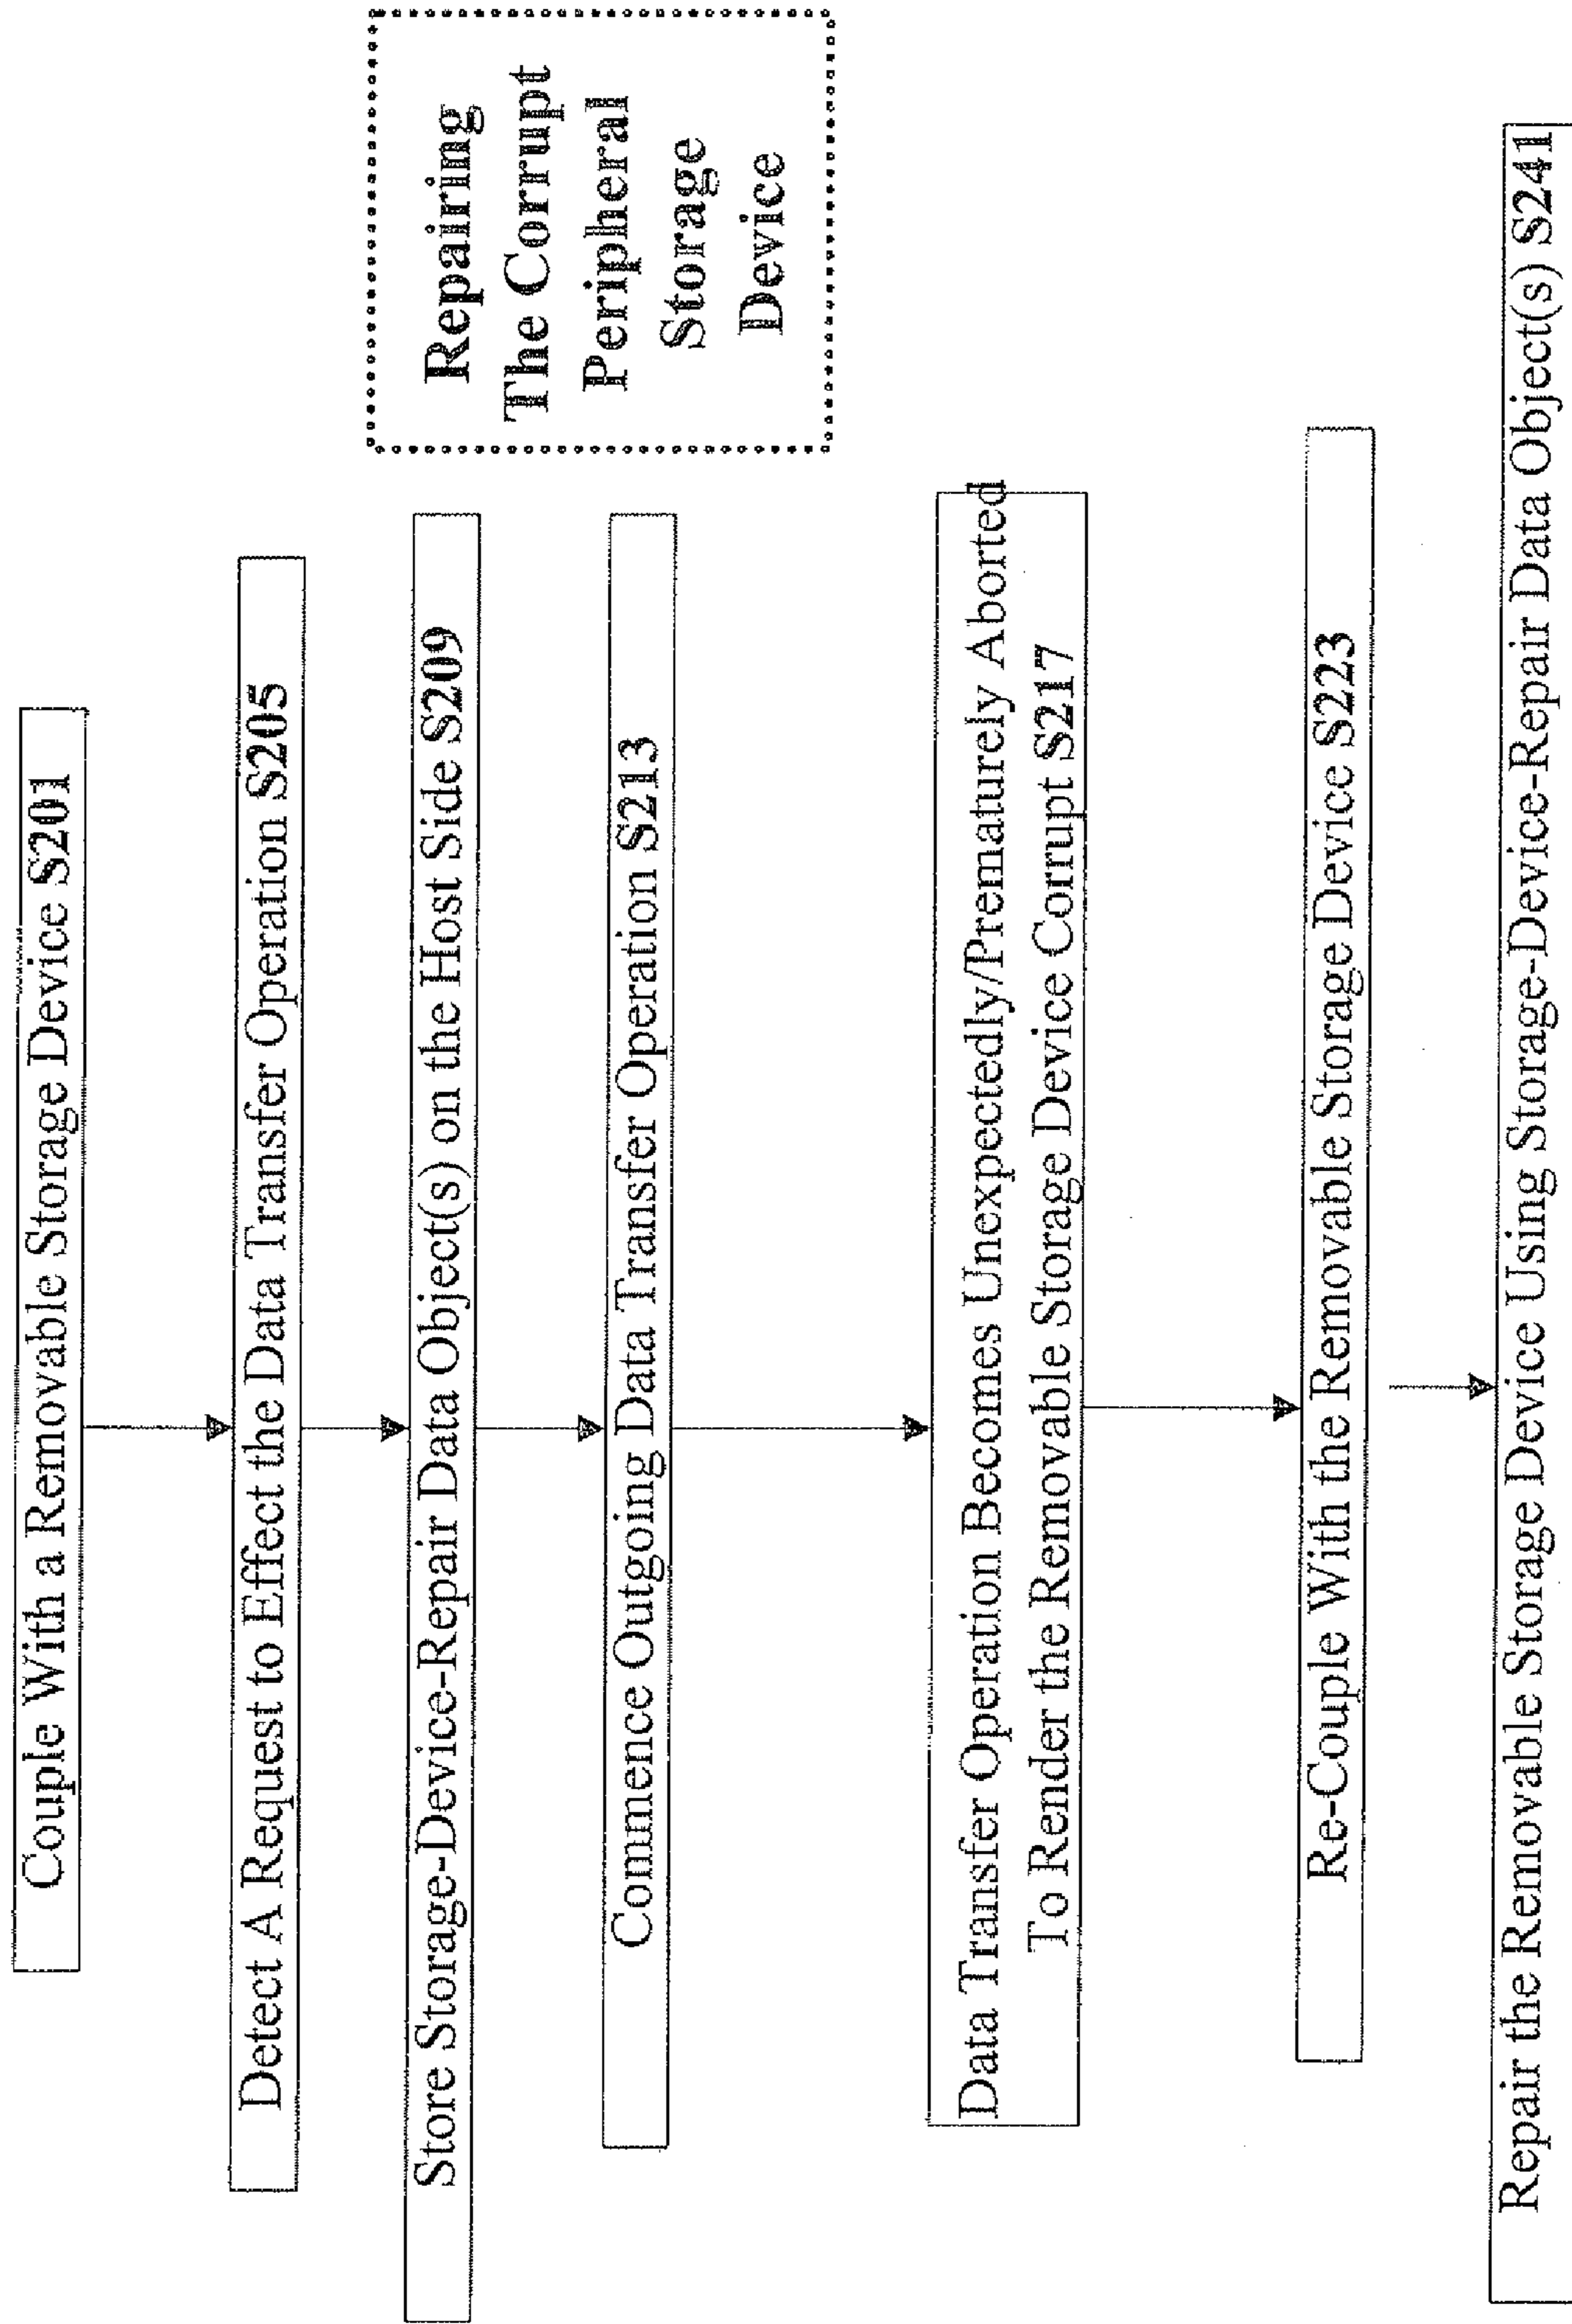 Couple With a Removable Storage Device S201
Detect A Request to Effect the Data Transfer Operation S205
Repairing
The Corrupt
Peripheral
Storage
Device
Store Storage-Device-Repair Data Object(s) on the Host Side S209
Commence Outgoing Data Transfer Operation S213
Data Transfer Operation Becomes Unexpectedly/Prematurely Aborted
To Render the Removable Storage Device Corrupt S217
Re-Couple With the Removable Storage Device S223
Repair the Removable Storage Device Using Storage-Device-Repair Data Object(s) S241